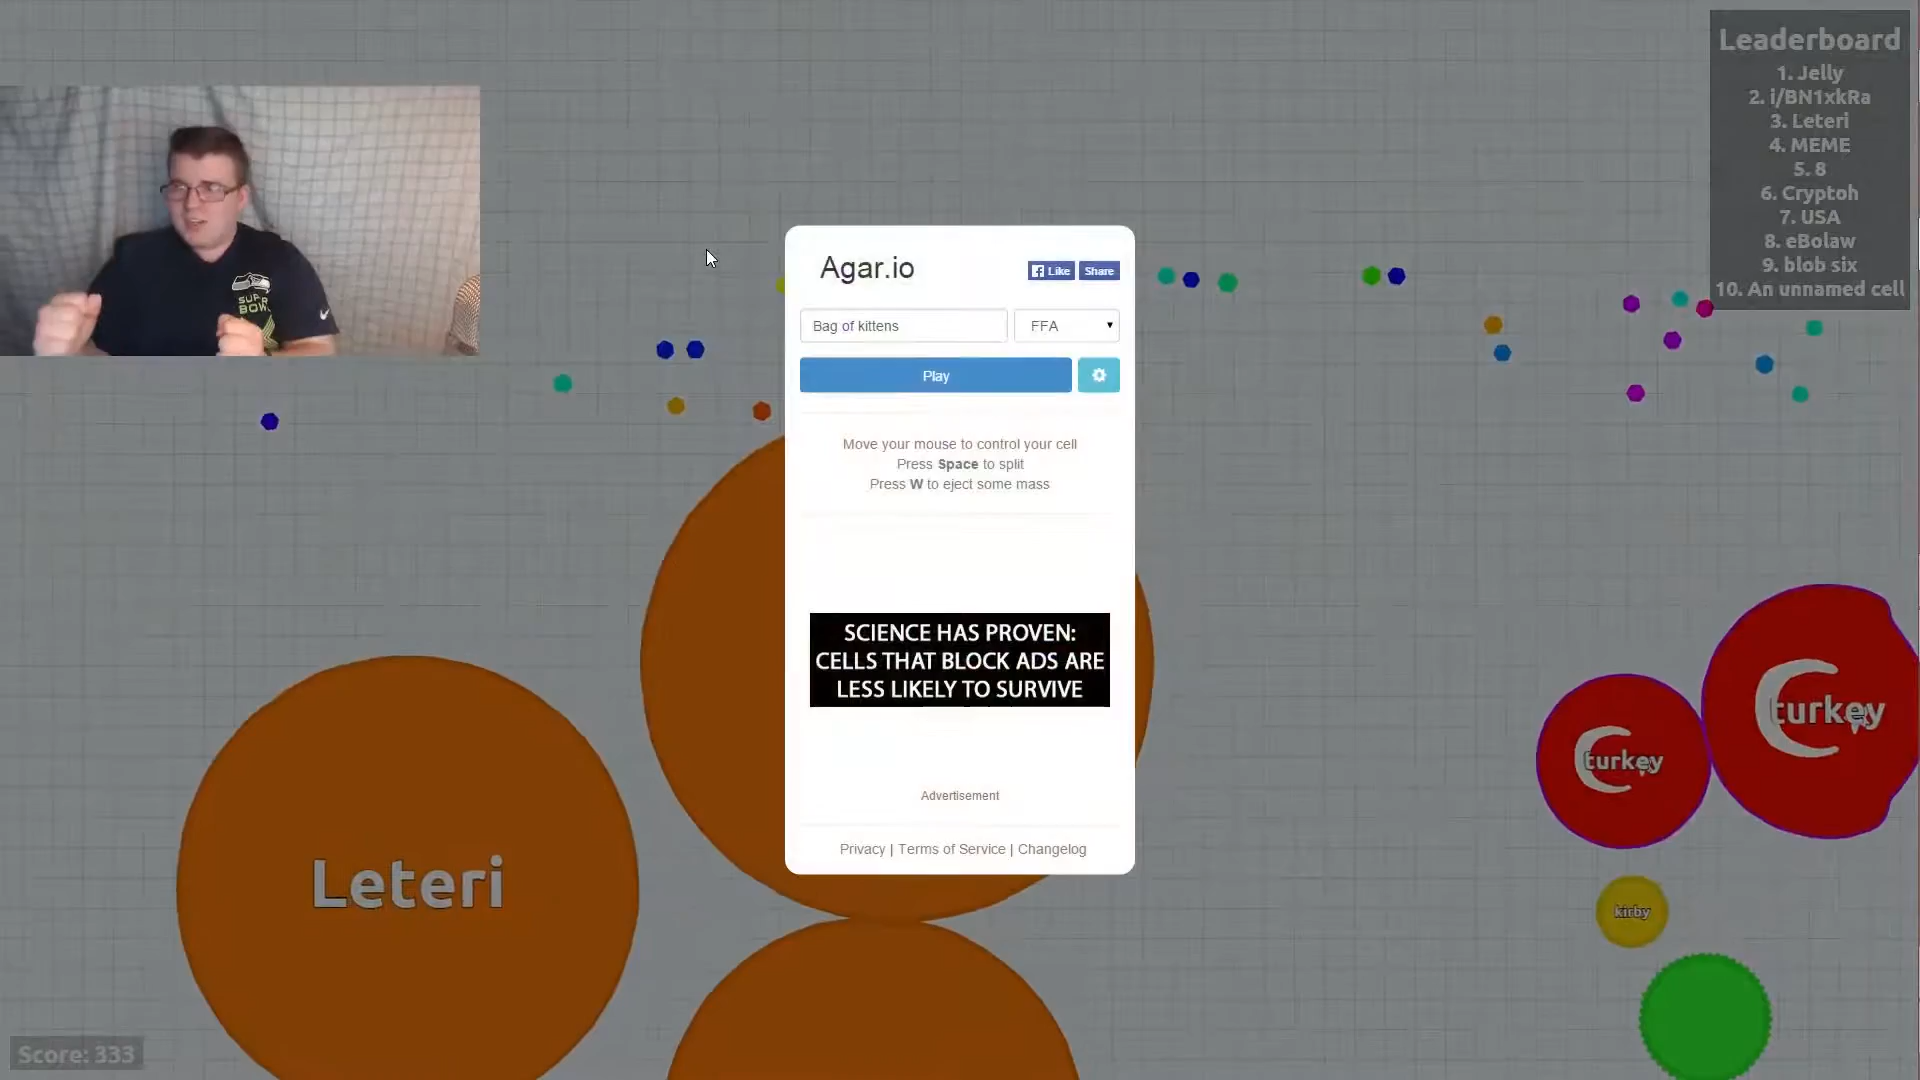 Leaderboard
1. Jelly
2. i/BN1xkRa
3. Leteri
4. MEME
5. 8
6. Cryptoh
7. USA
8. eBolaw
9. blob six
10. An unnamed cell
SUPER
BOWL
Agar.io
Like
Share
Bag of kittens
FFA
Play
Move your mouse to control your cell
Press Space to split
Press W to eject some mass
SCIENCE HAS PROVEN:
CELLS THAT BLOCK ADS ARE
LESS LIKELY TO SURVIVE
Advertisement
Privacy | Terms of Service | Changelog
Leteri
turkey
turkey
kirby
Score: 333